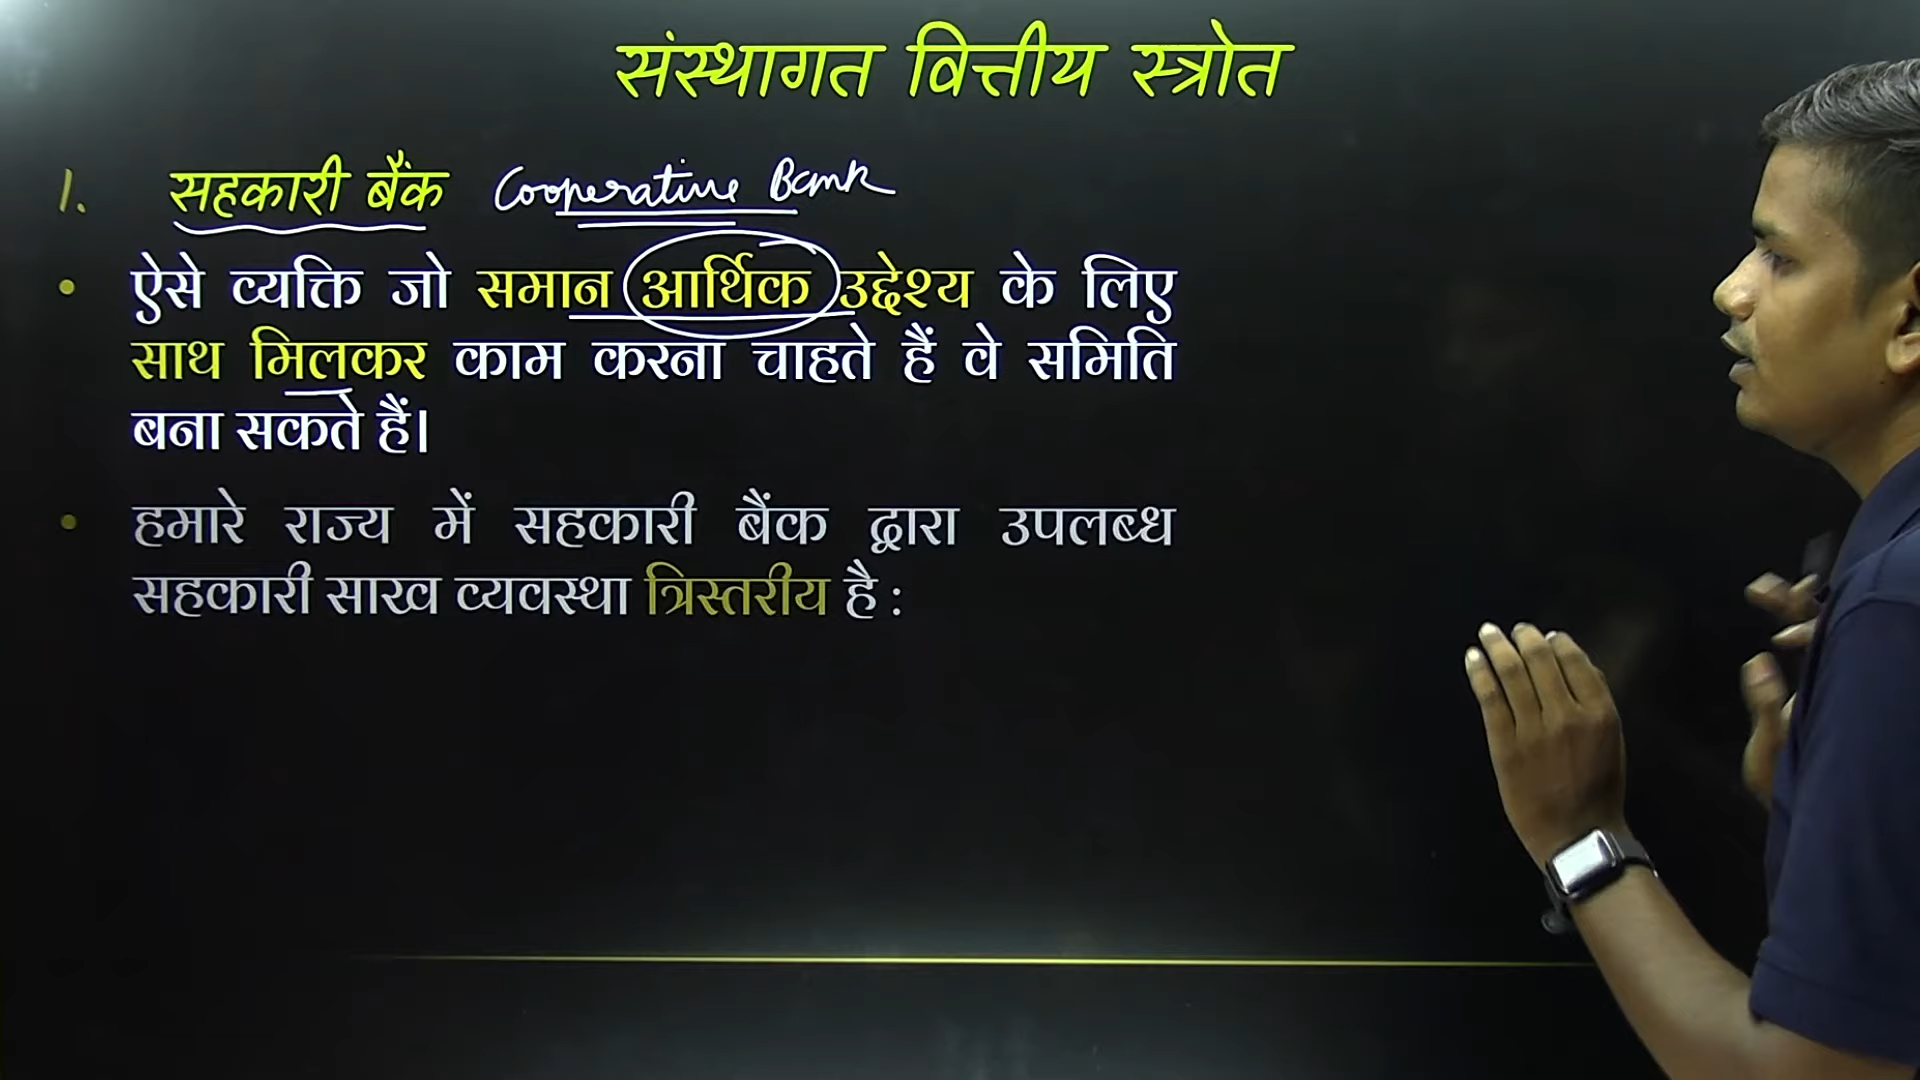 संस्थागत वित्तीय स्त्रोत
1. सहकारी बैंक Cooperative Bank
• ऐसे व्यक्ति जो समान आर्थिक उद्देश्य के लिए
साथ मिलकर काम करना चाहते हैं वे समिति
बना सकते हैं।
• हमारे राज्य में सहकारी बैंक द्वारा उपलब्ध
सहकारी साख व्यवस्था त्रिस्तरीय है :